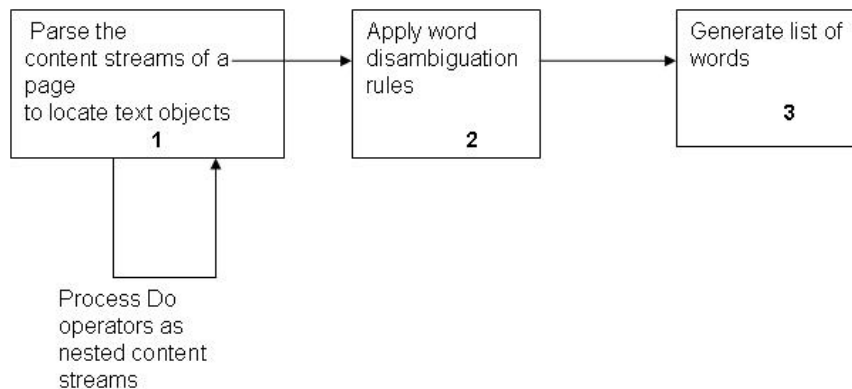 Parse the
content streams of a
page
to locate text objects
1
Apply word
disambiguation
rules
2
Generate list of
words
3
Process Do
operators as
nested content
streams